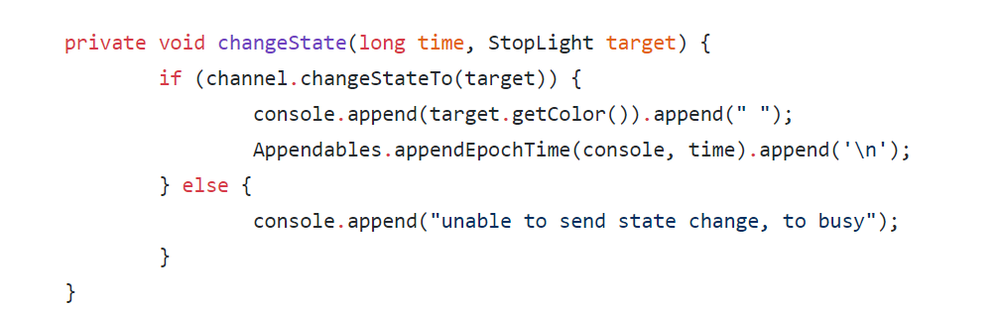 private void changeState(long time, StopLight target) {
if (channel.changeStateTo(target)) {
console.append(target.getColor()).append(" ");
Appendables.appendEpochTime(console, time).append('\n');
} else {
console.append("unable to send state change, to busy");
}
}